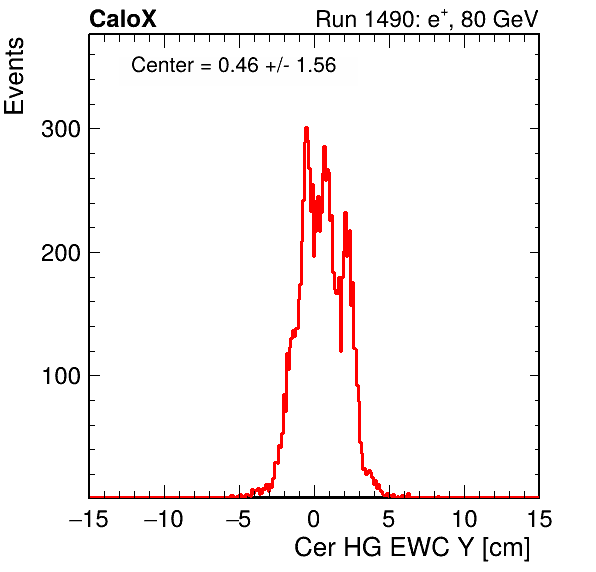 CaloX Run 1490: e⁺, 80 GeV
Center = 0.46 +/- 1.56
Events
300
200
100
−15 −10 −5 0 5 10 15
Cer HG EWC Y [cm]